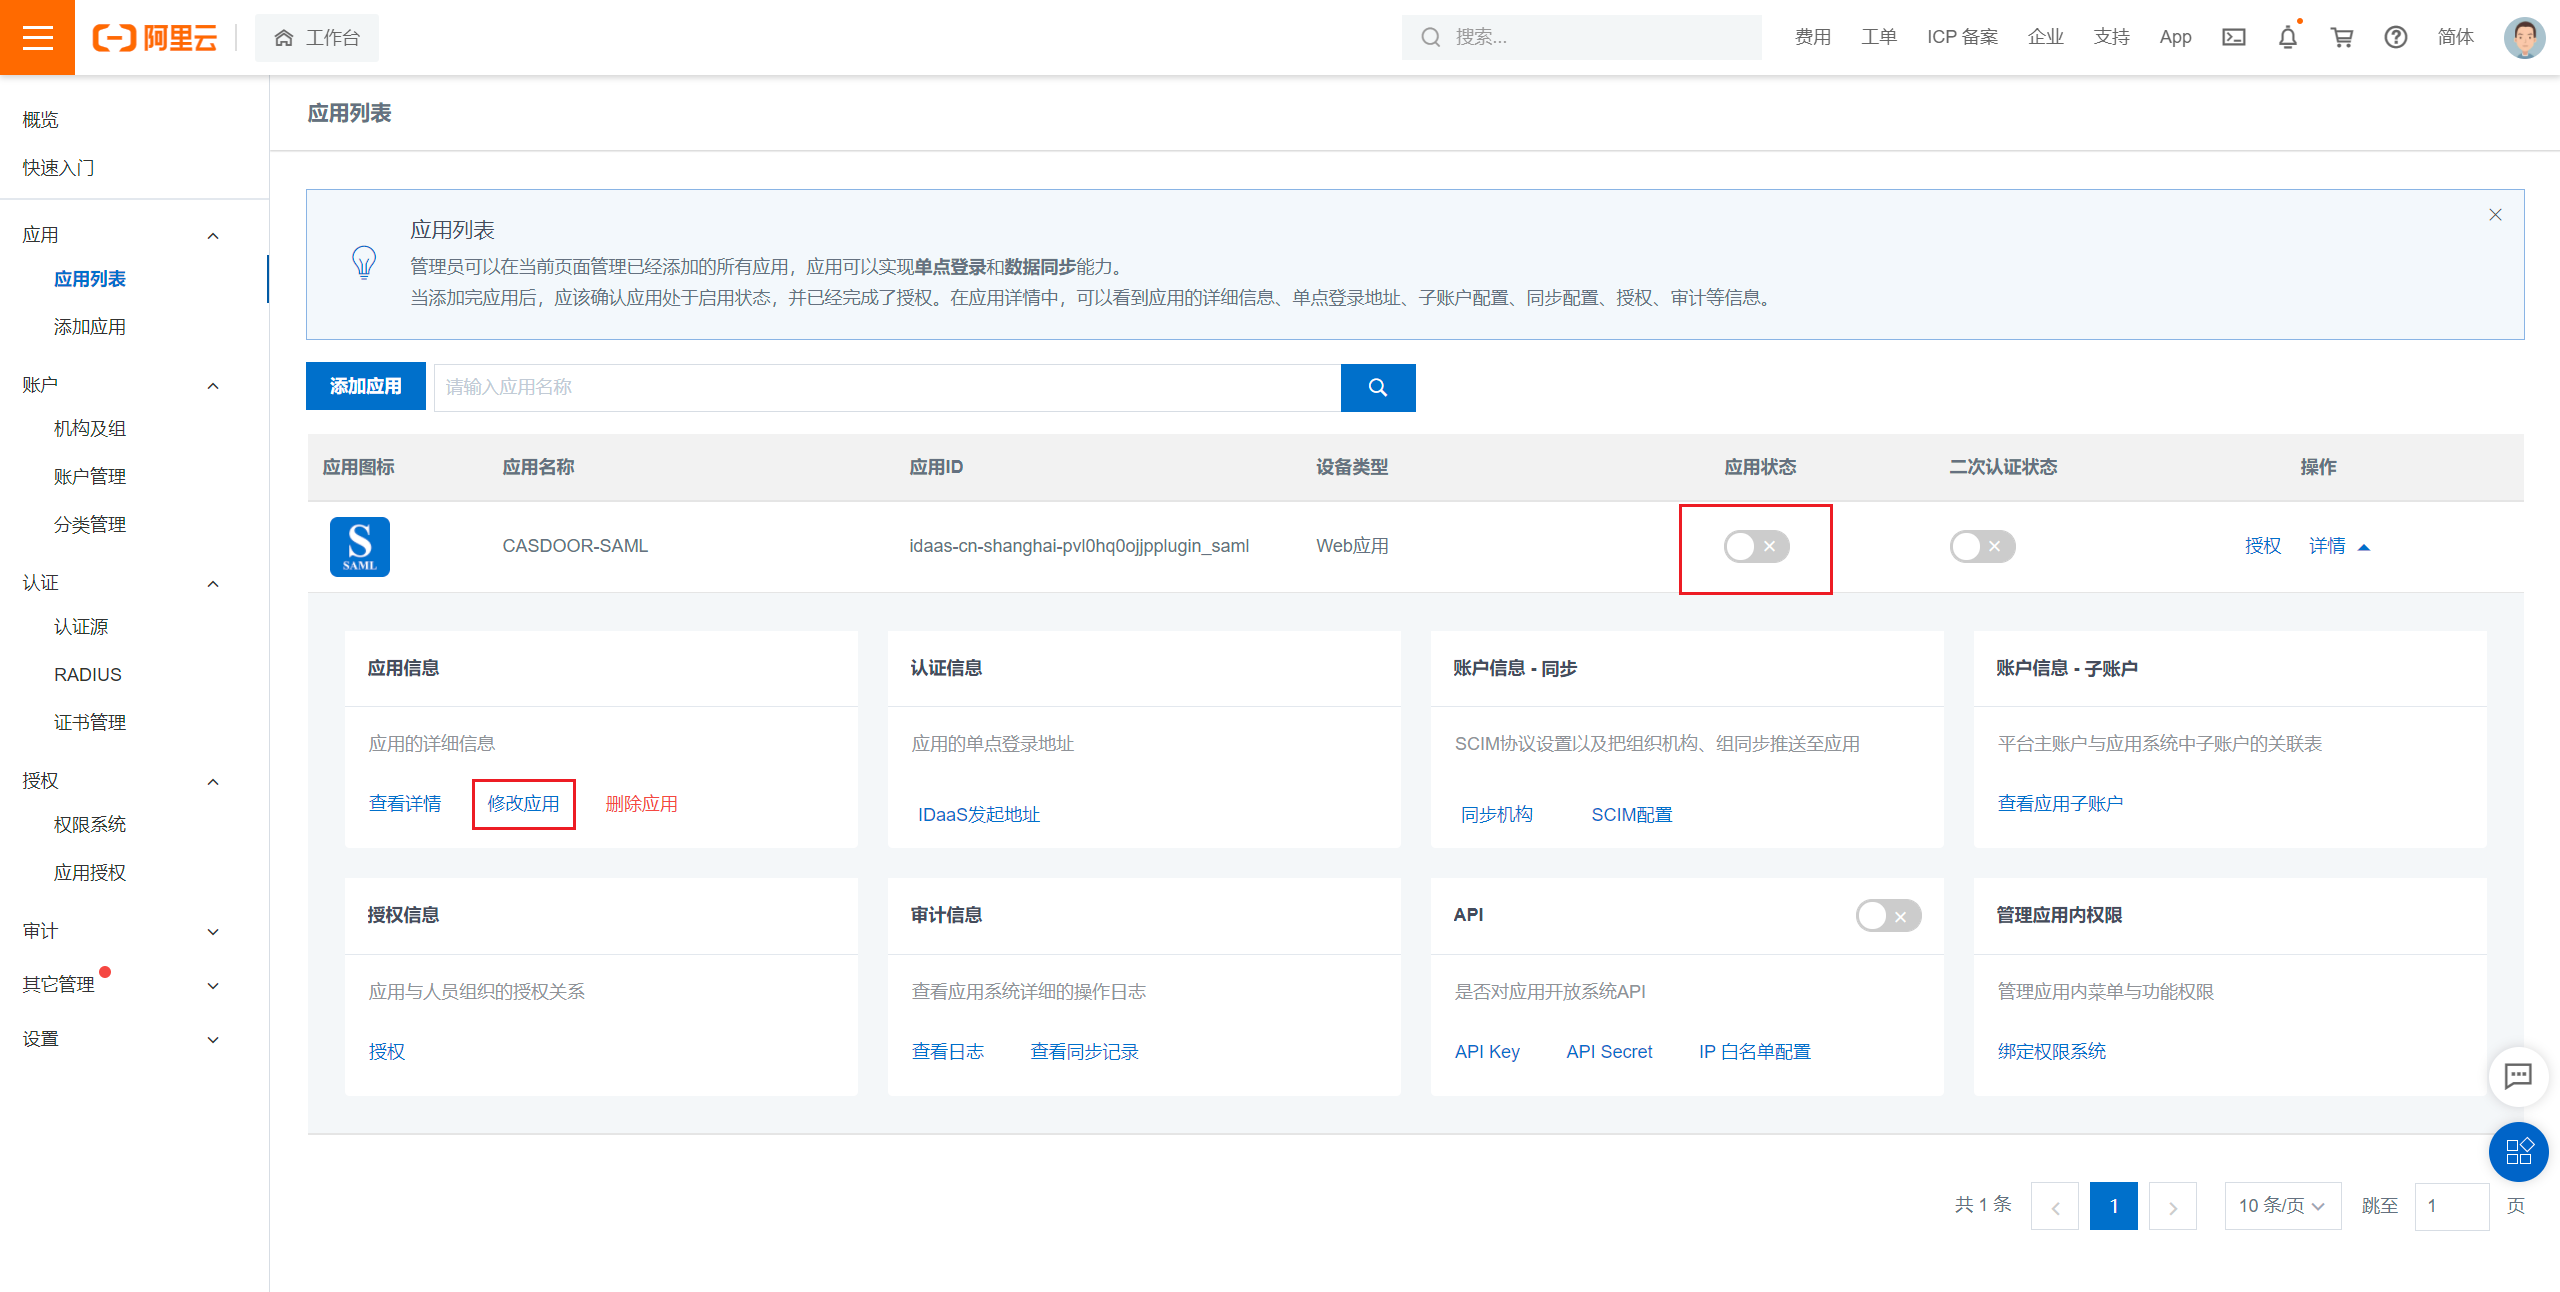 阿里云
工作台
搜索...
费用
工单
ICP 备案
企业
支持
App
简体
概览
快速入门
应用
应用列表
添加应用
账户
机构及组
账户管理
分类管理
认证
认证源
RADIUS
证书管理
授权
权限系统
应用授权
审计
其它管理
设置
应用列表
应用列表
管理员可以在当前页面管理已经添加的所有应用，应用可以实现单点登录和数据同步能力。
当添加完应用后，应该确认应用处于启用状态，并已经完成了授权。在应用详情中，可以看到应用的详细信息、单点登录地址、子账户配置、同步配置、授权、审计等信息。
添加应用
请输入应用名称
应用图标 应用名称 应用ID 设备类型 应用状态 二次认证状态 操作
S
SAML
CASDOOR-SAML idaas-cn-shanghai-pvl0hq0ojjpplugin_saml Web应用 授权 详情
应用信息
应用的详细信息
查看详情 修改应用 删除应用
认证信息
应用的单点登录地址
IDaaS发起地址
账户信息 - 同步
SCIM协议设置以及把组织机构、组同步推送至应用
同步机构 SCIM配置
账户信息 - 子账户
平台主账户与应用系统中子账户的关联表
查看应用子账户
授权信息
应用与人员组织的授权关系
授权
审计信息
查看应用系统详细的操作日志
查看日志 查看同步记录
API
是否对应用开放系统API
API Key API Secret IP 白名单配置
管理应用内权限
管理应用内菜单与功能权限
绑定权限系统
共 1 条 1 10 条/页 跳至 1 页